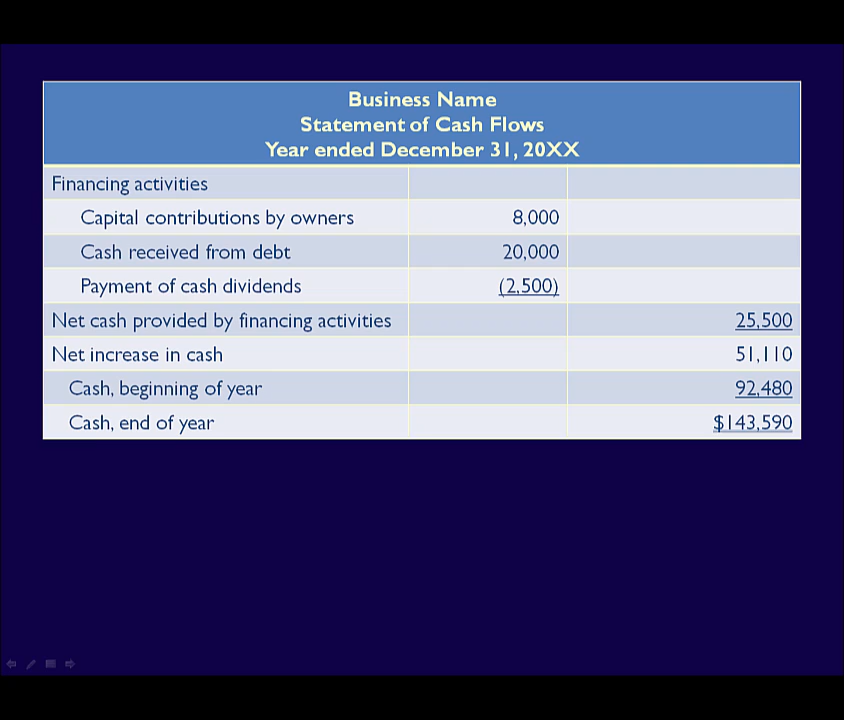 Business Name
Statement of Cash Flows
Year ended December 31, 20XX
Financing activities
Capital contributions by owners 8,000
Cash received from debt 20,000
Payment of cash dividends (2,500)
Net cash provided by financing activities 25,500
Net increase in cash 51,110
Cash, beginning of year 92,480
Cash, end of year $143,590